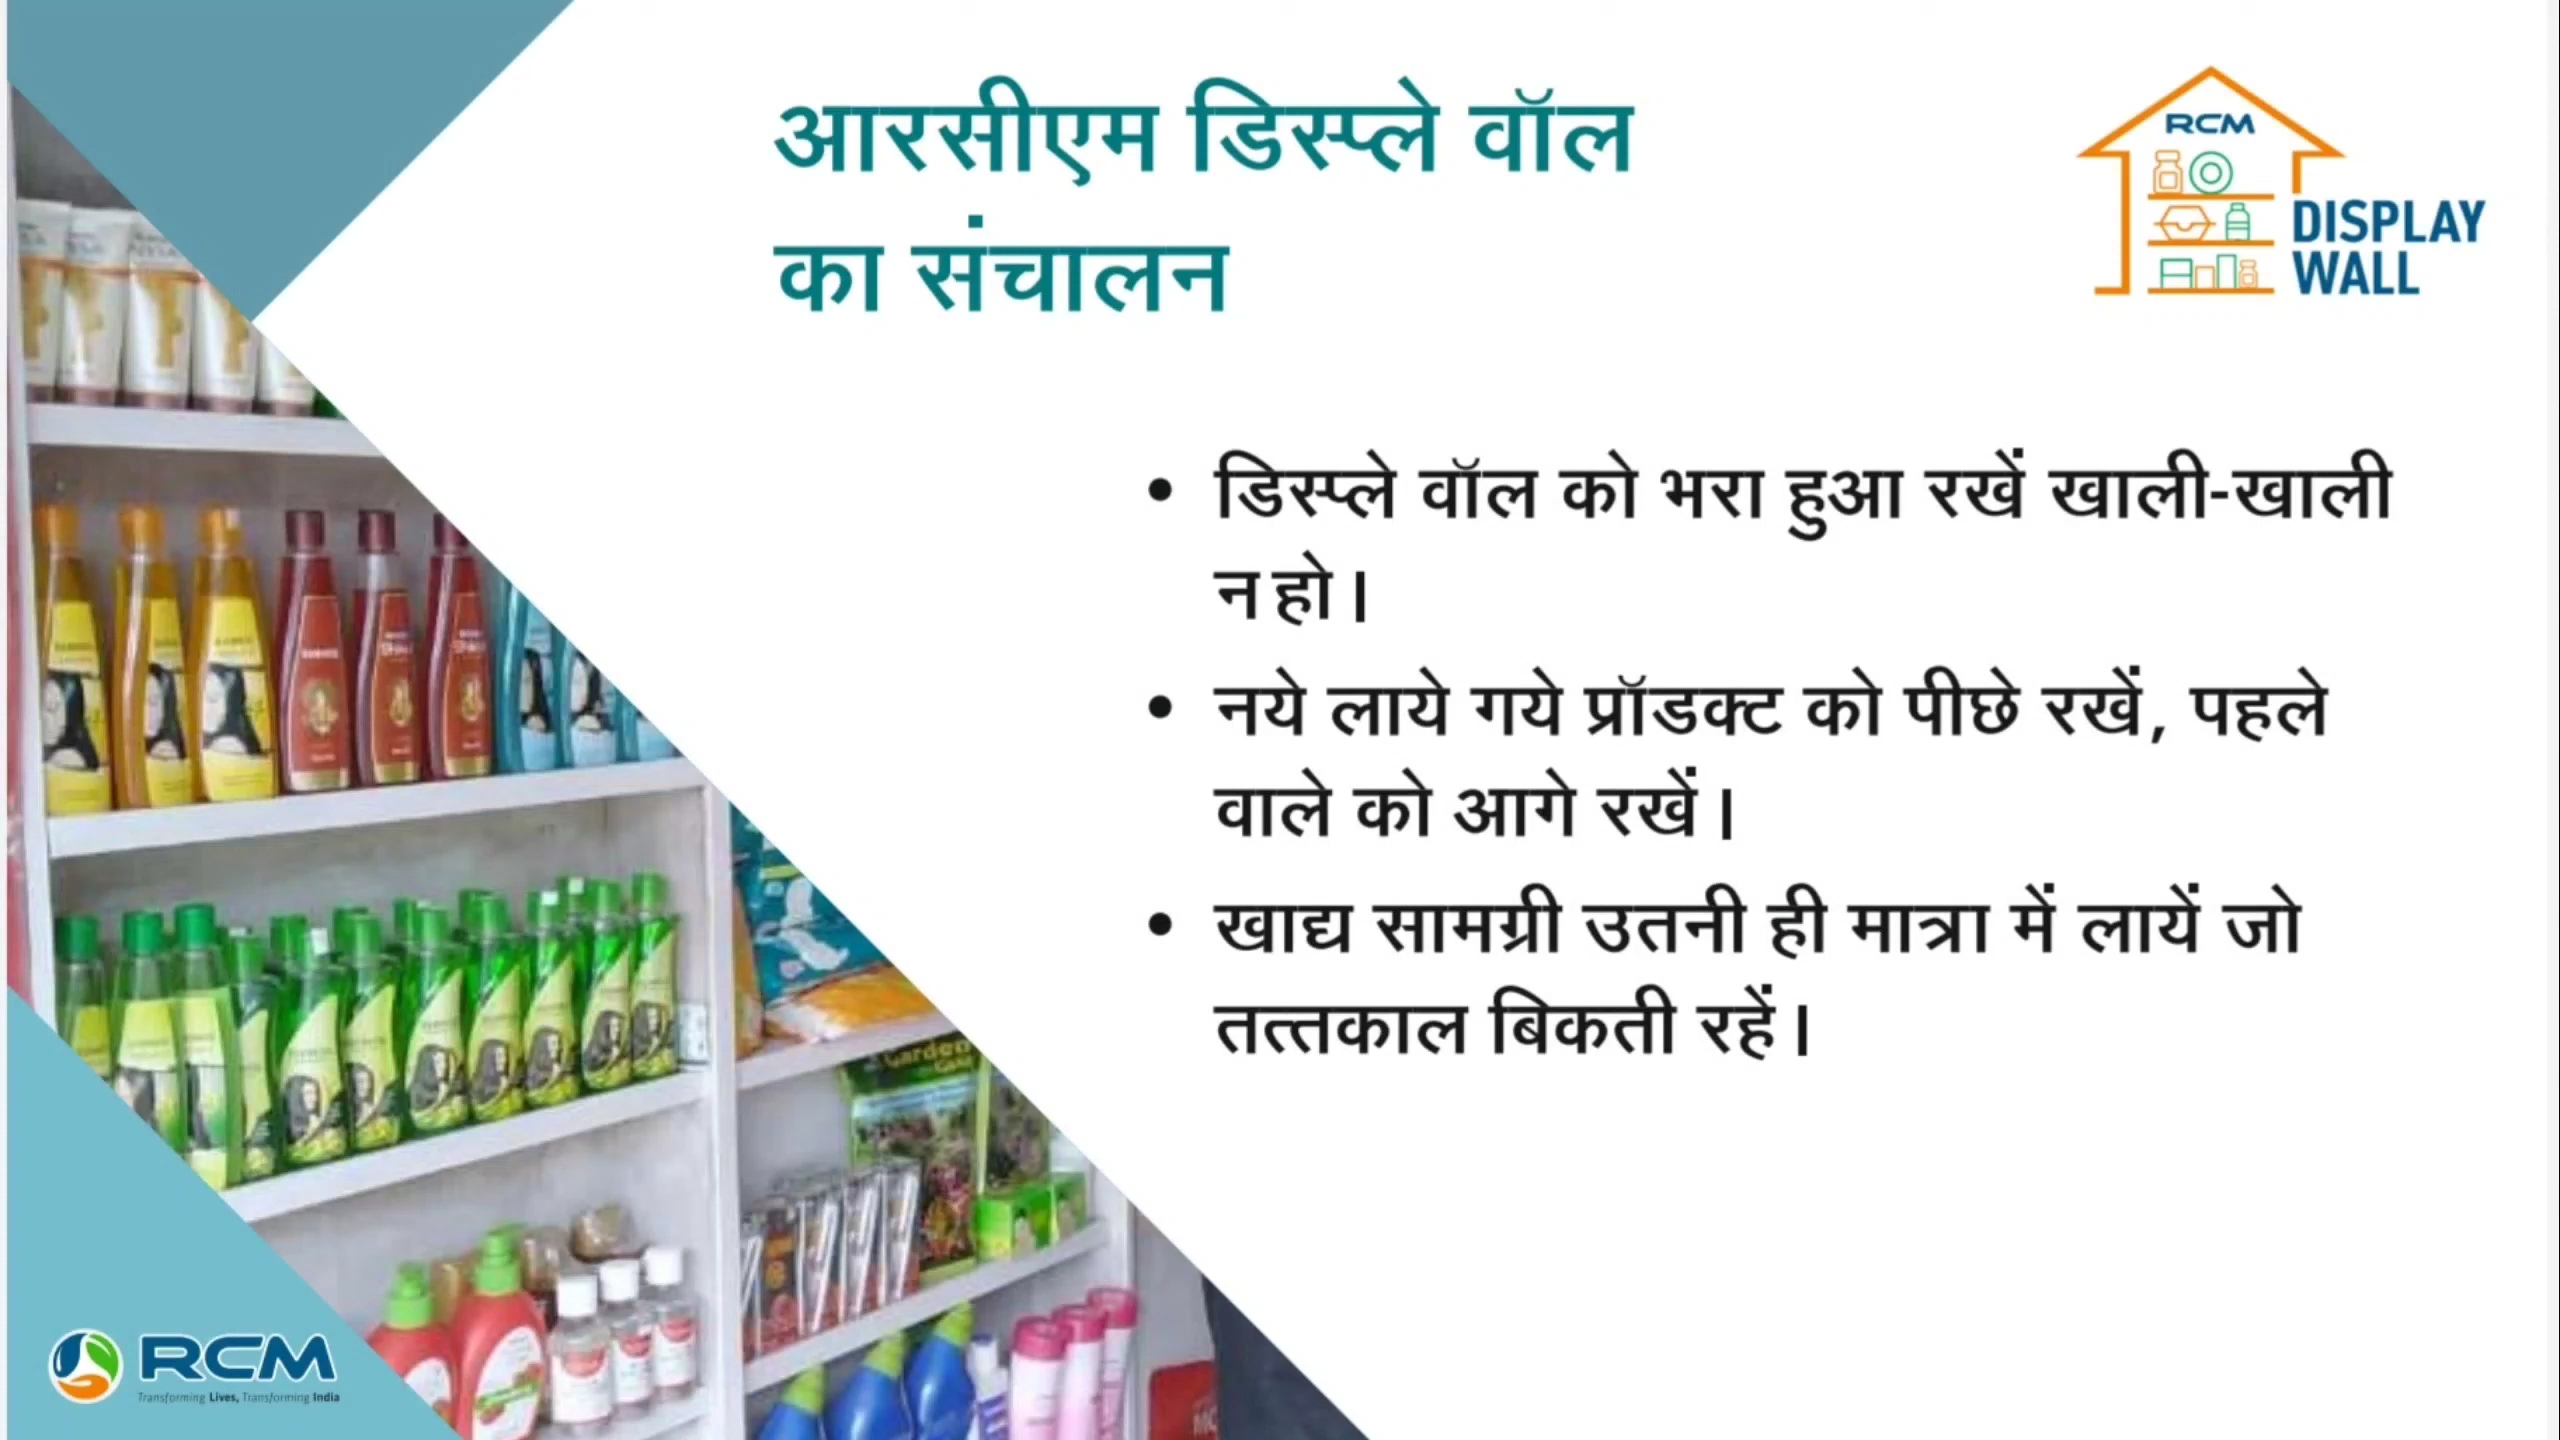 आरसीएम डिस्प्ले वॉल
का संचालन
RCM
DISPLAY
WALL
• डिस्प्ले वॉल को भरा हुआ रखें खाली-खाली
न हो।
• नये लाये गये प्रॉडक्ट को पीछे रखें, पहले
वाले को आगे रखें।
• खाद्य सामग्री उतनी ही मात्रा में लायें जो
तत्तकाल बिकती रहें।
Garden
RCM
Transforming Lives, Transforming India